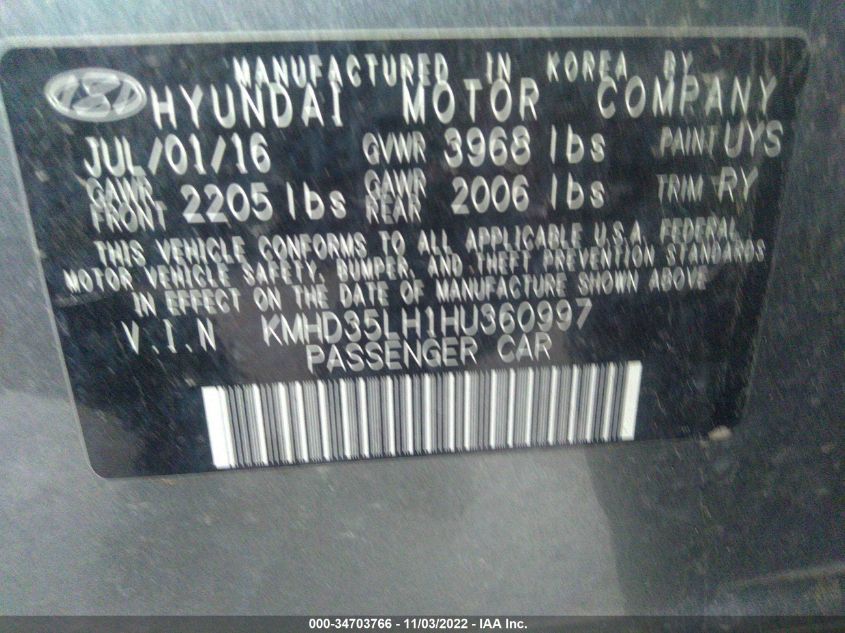 MANUFACTURED IN KOREA BY
HYUNDAI MOTOR COMPANY
JUL/01/16 GVWR 3968 lbs PAINT UYS
GAWR FRONT 2205 lbs GAWR REAR 2006 lbs TRIM RY
THIS VEHICLE CONFORMS TO ALL APPLICABLE U.S.A. FEDERAL
MOTOR VEHICLE SAFETY, BUMPER, AND THEFT PREVENTION STANDARDS
IN EFFECT ON THE DATE OF MANUFACTURE SHOWN ABOVE
V.I.N KMHD35LH1HU360997
PASSENGER CAR
000-34703766 - 11/03/2022 - IAA Inc.